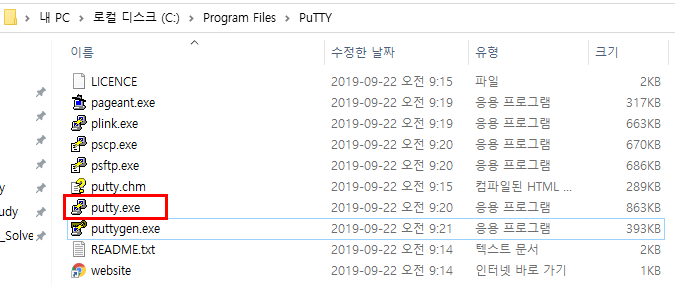 내 PC > 로컬 디스크 (C:) > Program Files > PuTTY
이름 수정한 날짜 유형 크기
LICENCE 2019-09-22 오전 9:15 파일 2KB
pageant.exe 2019-09-22 오전 9:15 응용 프로그램 317KB
plink.exe 2019-09-22 오전 9:15 응용 프로그램 663KB
pscp.exe 2019-09-22 오전 9:20 응용 프로그램 670KB
psftp.exe 2019-09-22 오전 9:20 응용 프로그램 686KB
putty.chm 2019-09-22 오전 9:15 컴파일된 HTML ... 289KB
y putty.exe 2019-09-22 오전 9:20 응용 프로그램 863KB
udy
_Solve puttygen.exe 2019-09-22 오전 9:21 응용 프로그램 393KB
README.txt 2019-09-22 오전 9:14 텍스트 문서 2KB
website 2019-09-22 오전 9:14 인터넷 바로 가기 1KB